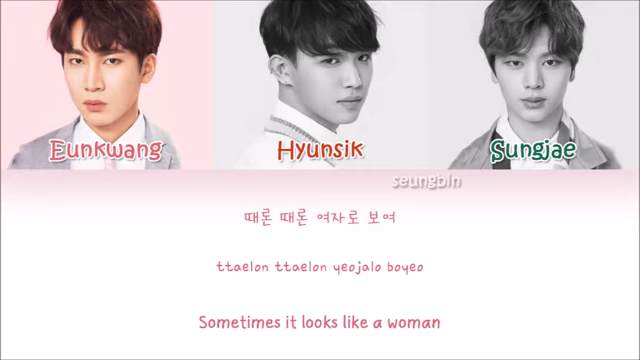 Eunkwang Hyunsik Sungjae
seungbin
때론 때론 여자로 보여
ttaelon ttaelon yeojalo boyeo
Sometimes it looks like a woman